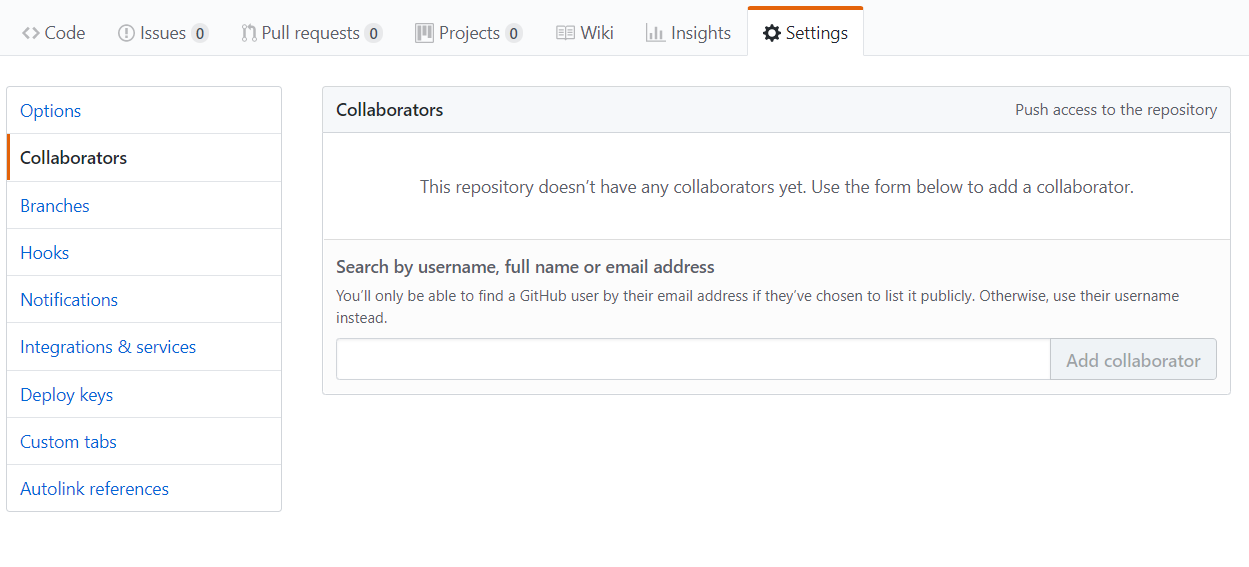 Code Issues 0 Pull requests 0 Projects 0 Wiki Insights Settings
Options
Collaborators
Branches
Hooks
Notifications
Integrations & services
Deploy keys
Custom tabs
Autolink references
Collaborators Push access to the repository
This repository doesn’t have any collaborators yet. Use the form below to add a collaborator.
Search by username, full name or email address
You’ll only be able to find a GitHub user by their email address if they’ve chosen to list it publicly. Otherwise, use their username
instead.
Add collaborator